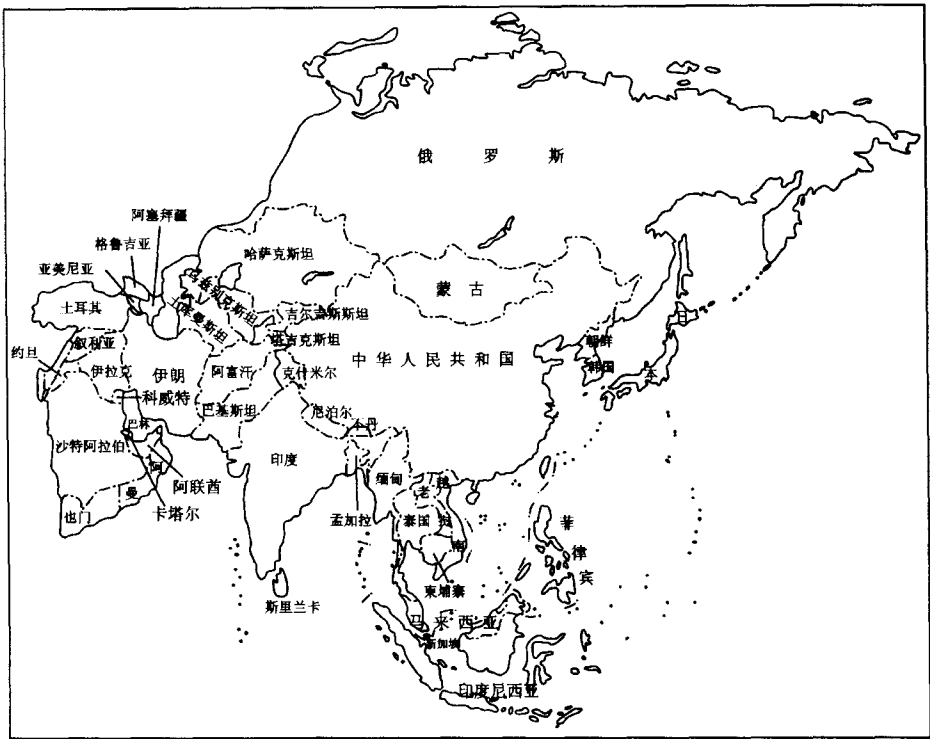 俄罗斯
阿塞拜疆
格鲁吉亚
亚美尼亚
哈萨克斯坦
蒙古
土耳其
乌兹别克斯坦
土库曼斯坦
吉尔吉斯斯坦
塔吉克斯坦
中华人民共和国
朝鲜
韩国
日本
约旦
叙利亚
伊拉克
伊朗
阿富汗
克什米尔
科威特
巴基斯坦
尼泊尔
不丹
巴林
沙特阿拉伯
印度
缅甸
阿曼
阿联酋
卡塔尔
也门
孟加拉
老挝
越南
泰国
柬埔寨
菲律宾
斯里兰卡
马来西亚
新加坡
印度尼西亚